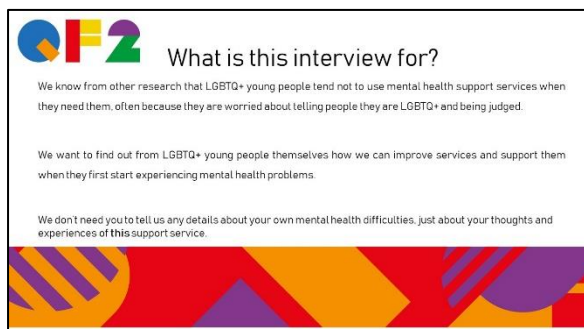 QF2
What is this interview for?
We know from other research that LGBTQ+ young people tend not to use mental health support services when
they need them, often because they are worried about telling people they are LGBTQ+ and being judged.
We want to find out from LGBTQ+ young people themselves how we can improve services and support them
when they first start experiencing mental health problems.
We don't need you to tell us any details about your own mental health difficulties, just about your thoughts and
experiences of this support service.